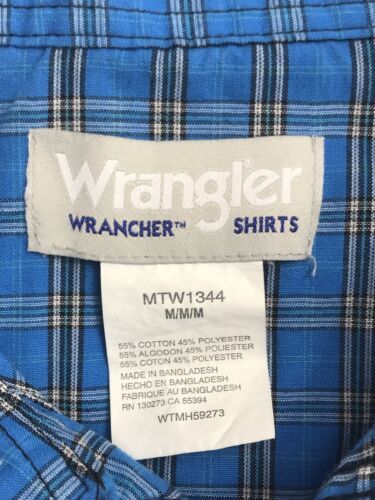 Wrangler
WRANCHER™ SHIRTS
MTW1344
M/M/M
55% COTTON 45% POLYESTER
55% ALGODON 45% POLIESTER
55% COTON 45% POLYESTER
MADE IN BANGLADESH
HECHO EN BANGLADESH
FABRIQUE AU BANGLADESH
RN 130273 CA 55394
WTMH59273